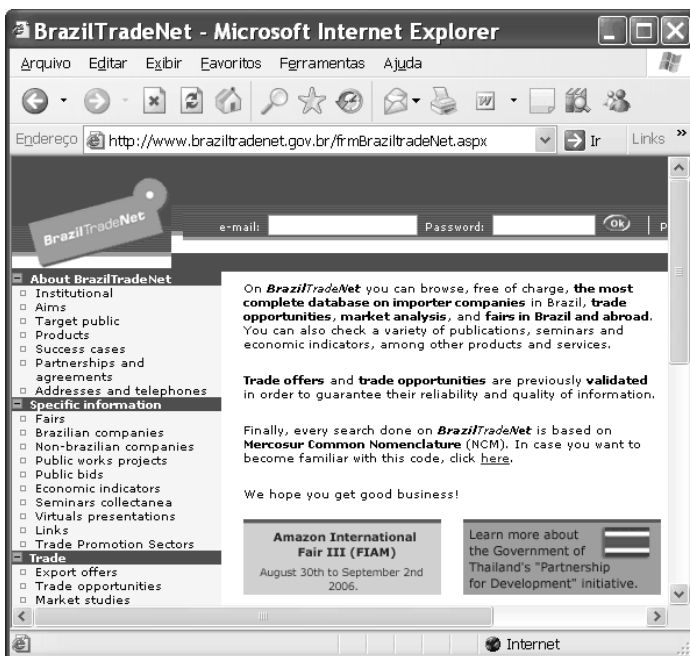 BrazilTradeNet - Microsoft Internet Explorer
Arquivo Editar Exibir Favoritos Ferramentas Ajuda
Endereço http://www.braziltradenet.gov.br/frmBraziltradeNet.aspx Ir Links »
BrazilTradeNet
e-mail: Password: Ok P
About BrazilTradeNet
Institutional
Aims
Target public
Products
Success cases
Partnerships and
agreements
Addresses and telephones
Specific information
Fairs
Brazilian companies
Non-brazilian companies
Public works projects
Public bids
Economic indicators
Seminars collectanea
Virtuals presentations
Links
Trade Promotion Sectors
Trade
Export offers
Trade opportunities
Market studies
On BrazilTradeNet you can browse, free of charge, the most
complete database on importer companies in Brazil, trade
opportunities, market analysis, and fairs in Brazil and abroad.
You can also check a variety of publications, seminars and
economic indicators, among other products and services.
Trade offers and trade opportunities are previously validated
in order to guarantee their reliability and quality of information.
Finally, every search done on BrazilTradeNet is based on
Mercosur Common Nomenclature (NCM). In case you want to
become familiar with this code, click here.
We hope you get good business!
Amazon International
Fair III (FIAM)
August 30th to September 2nd
2006.
Learn more about
the Government of
Thailand's "Partnership
for Development" initiative.
Internet